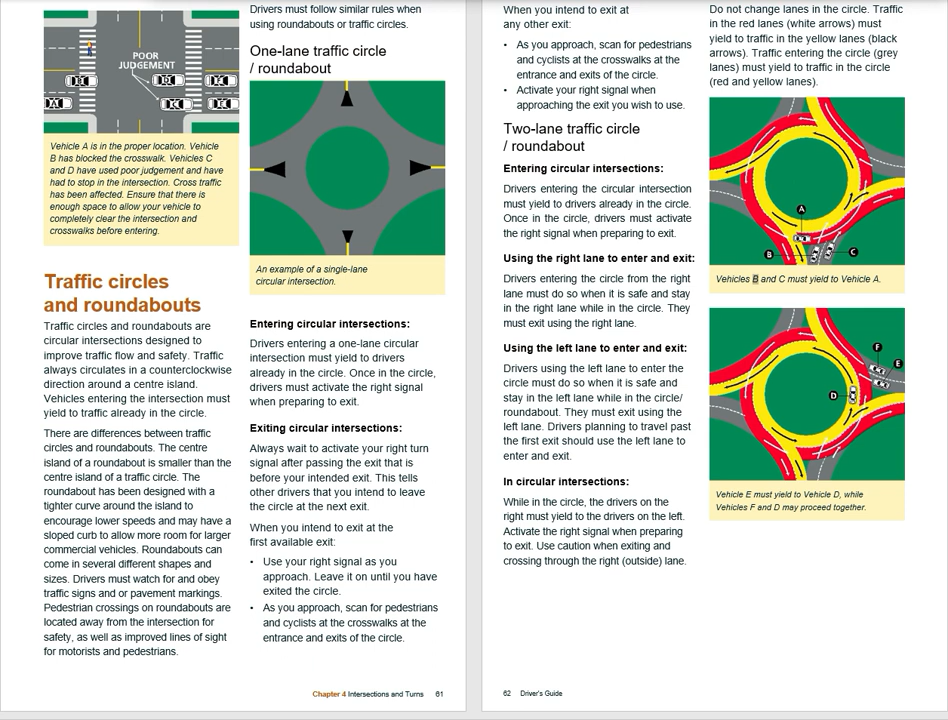 POOR
JUDGEMENT
B
D
A
C
Vehicle A is in the proper location. Vehicle
B has blocked the crosswalk. Vehicles C
and D have used poor judgement and have
had to stop in the intersection. Cross traffic
has been affected. Ensure that there is
enough space to allow your vehicle to
completely clear the intersection and
crosswalks before entering.
Traffic circles
and roundabouts
Traffic circles and roundabouts are
circular intersections designed to
improve traffic flow and safety. Traffic
always circulates in a counterclockwise
direction around a centre island.
Vehicles entering the intersection must
yield to traffic already in the circle.
There are differences between traffic
circles and roundabouts. The centre
island of a roundabout is smaller than the
centre island of a traffic circle. The
roundabout has been designed with a
tighter curve around the island to
encourage lower speeds and may have a
sloped curb to allow more room for larger
commercial vehicles. Roundabouts can
come in several different shapes and
sizes. Drivers must watch for and obey
traffic signs and or pavement markings.
Pedestrian crossings on roundabouts are
located away from the intersection for
safety, as well as improved lines of sight
for motorists and pedestrians.
Drivers must follow similar rules when
using roundabouts or traffic circles.
One-lane traffic circle
/ roundabout
An example of a single-lane
circular intersection.
Entering circular intersections:
Drivers entering a one-lane circular
intersection must yield to drivers
already in the circle. Once in the circle,
drivers must activate the right signal
when preparing to exit.
Exiting circular intersections:
Always wait to activate your right turn
signal after passing the exit that is
before your intended exit. This tells
other drivers that you intend to leave
the circle at the next exit.
When you intend to exit at the
first available exit:
• Use your right signal as you
approach. Leave it on until you have
exited the circle.
• As you approach, scan for pedestrians
and cyclists at the crosswalks at the
entrance and exits of the circle.
Chapter 4 Intersections and Turns 61
When you intend to exit at
any other exit:
• As you approach, scan for pedestrians
and cyclists at the crosswalks at the
entrance and exits of the circle.
• Activate your right signal when
approaching the exit you wish to use.
Two-lane traffic circle
/ roundabout
Entering circular intersections:
Drivers entering the circular intersection
must yield to drivers already in the circle.
Once in the circle, drivers must activate
the right signal when preparing to exit.
Using the right lane to enter and exit:
Drivers entering the circle from the right
lane must do so when it is safe and stay
in the right lane while in the circle. They
must exit using the right lane.
Using the left lane to enter and exit:
Drivers using the left lane to enter the
circle must do so when it is safe and
stay in the left lane while in the circle/
roundabout. They must exit using the
left lane. Drivers planning to travel past
the first exit should use the left lane to
enter and exit.
In circular intersections:
While in the circle, the drivers on the
right must yield to the drivers on the left.
Activate the right signal when preparing
to exit. Use caution when exiting and
crossing through the right (outside) lane.
Do not change lanes in the circle. Traffic
in the red lanes (white arrows) must
yield to traffic in the yellow lanes (black
arrows). Traffic entering the circle (grey
lanes) must yield to traffic in the circle
(red and yellow lanes).
A
B
C
Vehicles B and C must yield to Vehicle A.
F
E
D
Vehicle E must yield to Vehicle D, while
Vehicles F and D may proceed together.
62 Driver's Guide